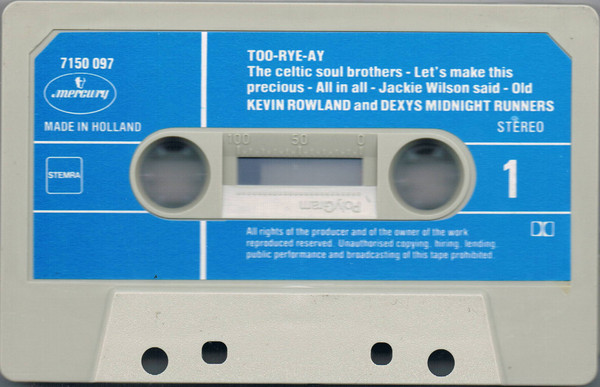 7150 097
mercury
MADE IN HOLLAND
STEMRA
TOO-RYE-AY
The celtic soul brothers - Let's make this
precious - All in all - Jackie Wilson said - Old
KEVIN ROWLAND and DEXYS MIDNIGHT RUNNERS
STEREO
100 50 0
PolyGram
1
All rights of the producer and of the owner of the work
reproduced reserved. Unauthorised copying, hiring, lending,
public performance and broadcasting of this tape prohibited.